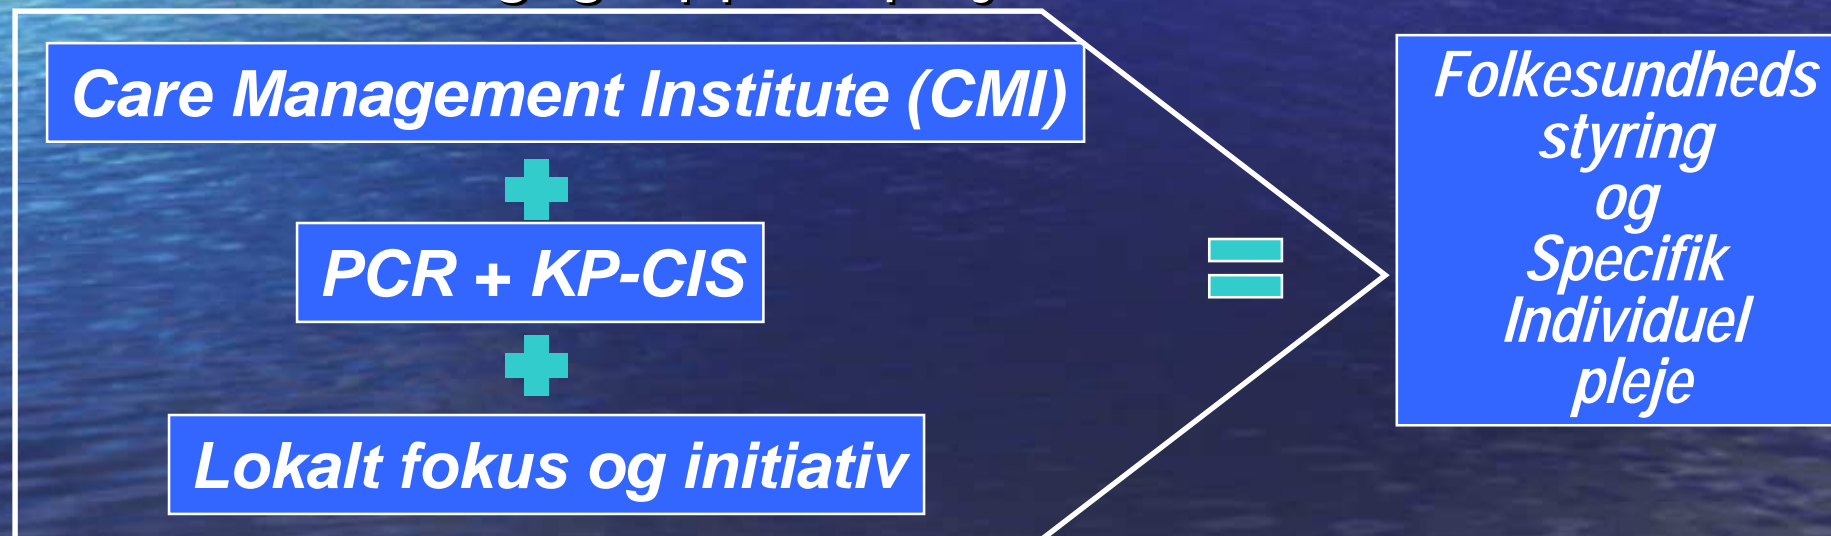 Care Management Institute (CMI)
PCR + KP-CIS
Lokalt fokus og initiativ
Folkesundheds
styring
og
Specifik
Individuel
pleje